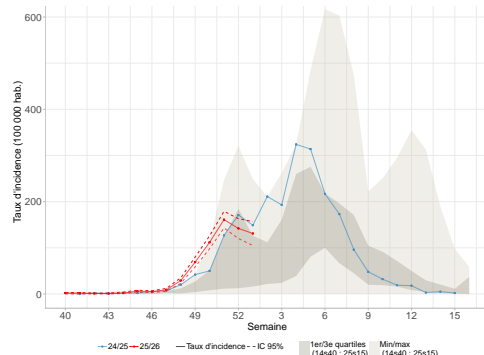 Taux d'incidence (100 000 hab.)
600
400
200
0
40 43 46 49 52 3 6 9 12 15
Semaine
24/25 25/26 Taux d'incidence IC 95% 1er/3e quartiles Min/max
(14s40 : 25s15) (14s40 : 25s15)